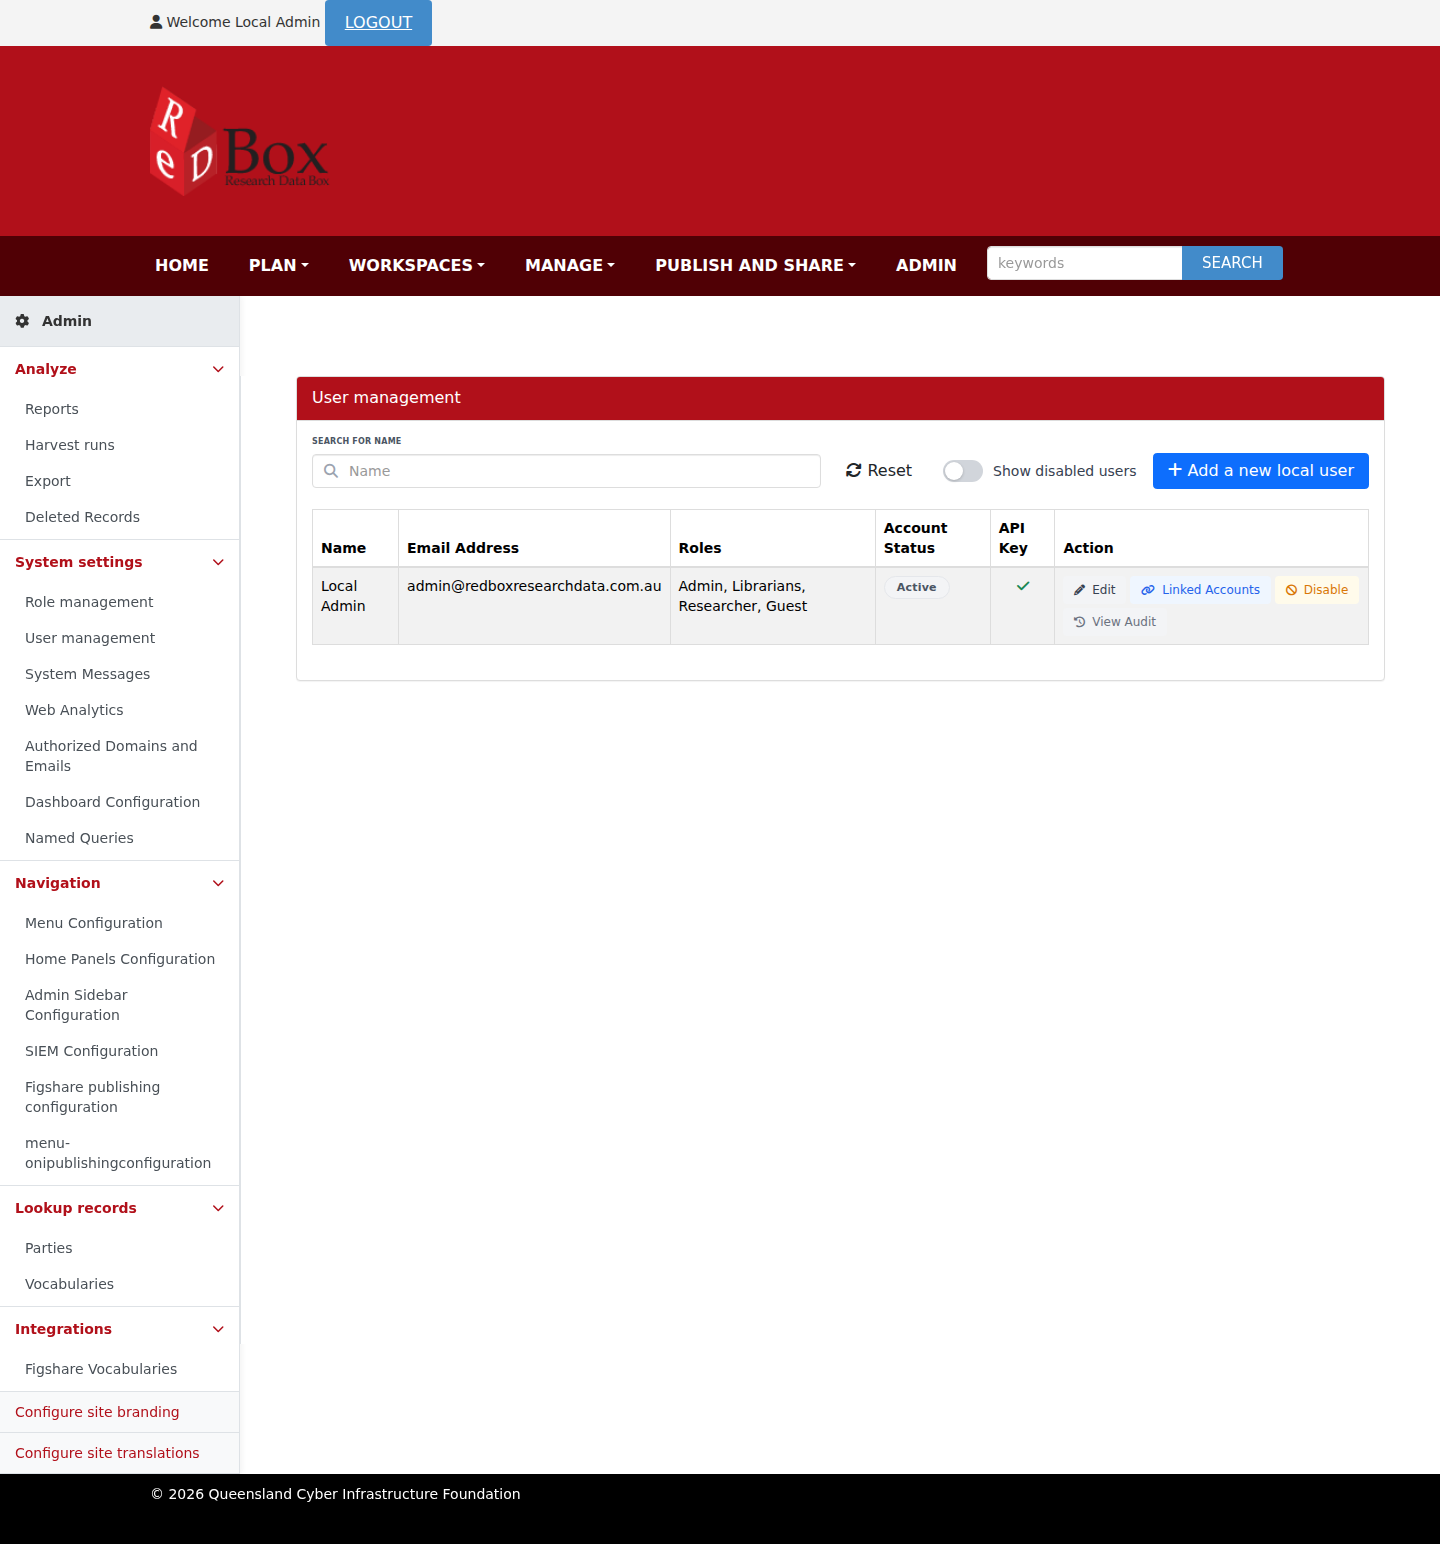 Welcome Local Admin LOGOUT
Red Box
Research Data Box
HOME PLAN WORKSPACES MANAGE PUBLISH AND SHARE ADMIN keywords SEARCH
Admin
Analyze
Reports
Harvest runs
Export
Deleted Records
System settings
Role management
User management
System Messages
Web Analytics
Authorized Domains and
Emails
Dashboard Configuration
Named Queries
Navigation
Menu Configuration
Home Panels Configuration
Admin Sidebar
Configuration
SIEM Configuration
Figshare publishing
configuration
menu-
onipublishingconfiguration
Lookup records
Parties
Vocabularies
Integrations
Figshare Vocabularies
Configure site branding
Configure site translations
User management
SEARCH FOR NAME
Name Reset Show disabled users Add a new local user
Name Email Address Roles Account Status API Key Action
Local Admin admin@redboxresearchdata.com.au Admin, Librarians, Researcher, Guest Active Edit Linked Accounts Disable
View Audit
© 2026 Queensland Cyber Infrastructure Foundation